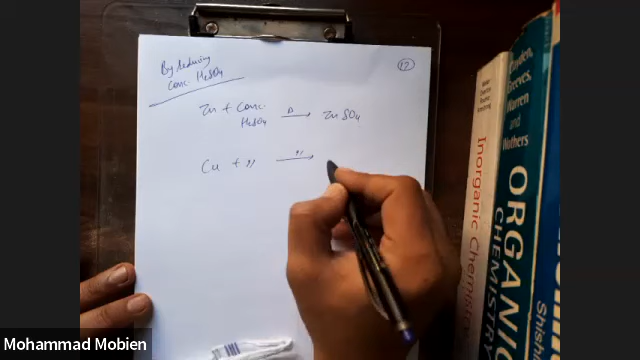 By reducing
Conc. H2SO4
12
Zn + Conc. H2SO4 —Δ→ ZnSO4
Cu + 〃 —〃→
Inorganic Chemistry
ORGANIC
CHEMISTRY
Clayden,
Greeves,
Warren
and Wothers
Mohammad Mobien